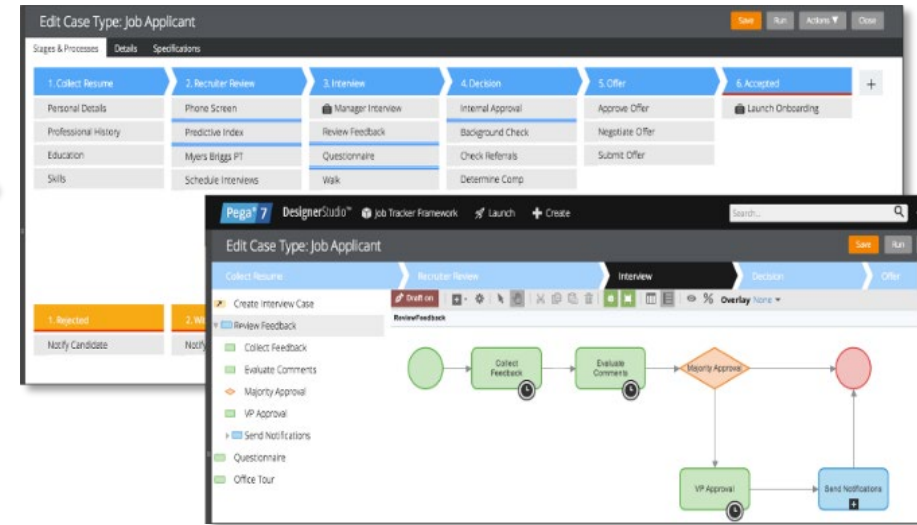 Edit Case Type: Job Applicant
Save Run Actions ▼ Close
Stages & Processes Details Specifications
1. Collect Resume 2. Recruiter Review 3. Interview 4. Decision 5. Offer 6. Accepted +
Personal Details Phone Screen Manager Interview Internal Approval Approve Offer Launch Onboarding
Professional History Predictive Index Review Feedback Background Check Negotiate Offer
Education Myers Briggs PT Questionnaire Check Referrals Submit Offer
Skills Schedule Interviews Walk Determine Comp
1. Rejected
Notify Candidate
Pega® 7 DesignerStudio™ Job Tracker Framework Launch Create Search...
Edit Case Type: Job Applicant
Save Run
Collect Resume Recruiter Review Interview Decision Offer
Draft on % Overlay None
ReviewFeedback
Create Interview Case
Review Feedback
Collect Feedback
Evaluate Comments
Majority Approval
VP Approval
Send Notifications
Questionnaire
Office Tour
Collect
Feedback
Evaluate
Comments
Majority Approval
VP Approval
Send Notifications